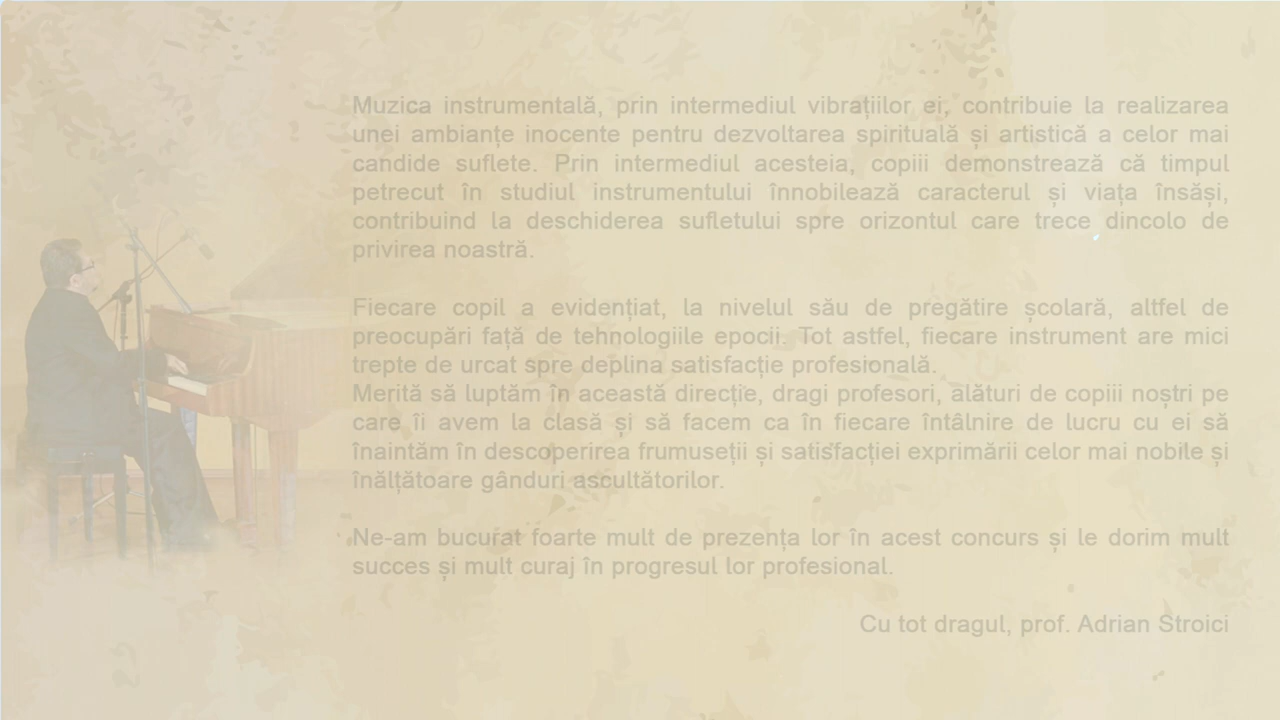 Muzica instrumentală, prin intermediul vibrațiilor ei, contribuie la realizarea
unei ambianțe inocente pentru dezvoltarea spirituală și artistică a celor mai
candide suflete. Prin intermediul acesteia, copiii demonstrează că timpul
petrecut în studiul instrumentului înnobilează caracterul și viața însăși,
contribuind la deschiderea sufletului spre orizontul care trece dincolo de
privirea noastră.
Fiecare copil a evidențiat, la nivelul său de pregătire școlară, altfel de
preocupări față de tehnologiile epocii. Tot astfel, fiecare instrument are mici
trepte de urcat spre deplina satisfacție profesională.
Merită să luptăm în această direcție, dragi profesori, alături de copiii noștri pe
care îi avem la clasă și să facem ca în fiecare întâlnire de lucru cu ei să
înaintăm în descoperirea frumuseții și satisfacției exprimării celor mai nobile și
înălțătoare gânduri ascultătorilor.
Ne-am bucurat foarte mult de prezența lor în acest concurs și le dorim mult
succes și mult curaj în progresul lor profesional.
Cu tot dragul, prof. Adrian Stroici